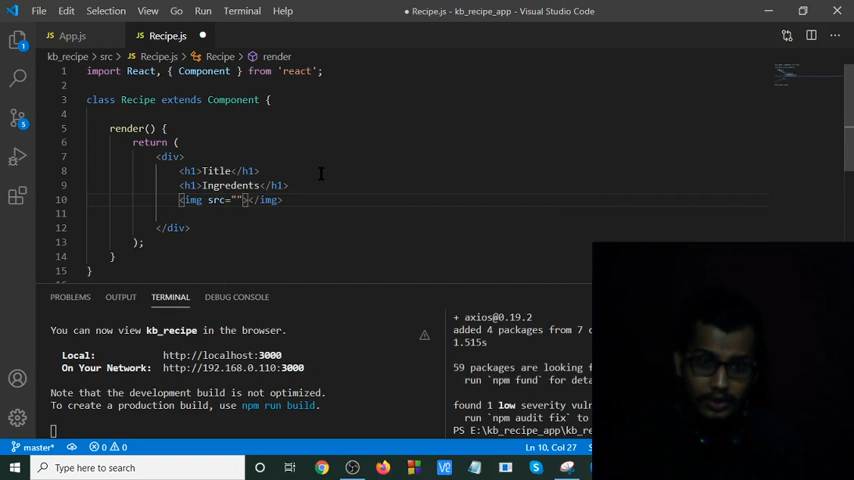 File Edit Selection View Go Run Terminal Help ● Recipe.js - kb_recipe_app - Visual Studio Code
App.js Recipe.js ●
kb_recipe > src > Recipe.js > Recipe > render
1 import React, { Component } from 'react';
2
3 class Recipe extends Component {
4
5 render() {
6 return (
7 <div>
8 <h1>Title</h1>
9 <h1>Ingredents</h1>
10 <img src=""></img>
11
12 </div>
13 );
14 }
15 }
PROBLEMS OUTPUT TERMINAL DEBUG CONSOLE
You can now view kb_recipe in the browser.
Local: http://localhost:3000
On Your Network: http://192.168.0.110:3000
Note that the development build is not optimized.
To create a production build, use npm run build.
+ axios@0.19.2
added 4 packages from 7
1.515s
59 packages are looking
run `npm fund` for
found 1 low severity
run `npm audit fix` to
PS E:\kb_recipe_app\
master* 0 0 Ln 10, Col 27
Type here to search